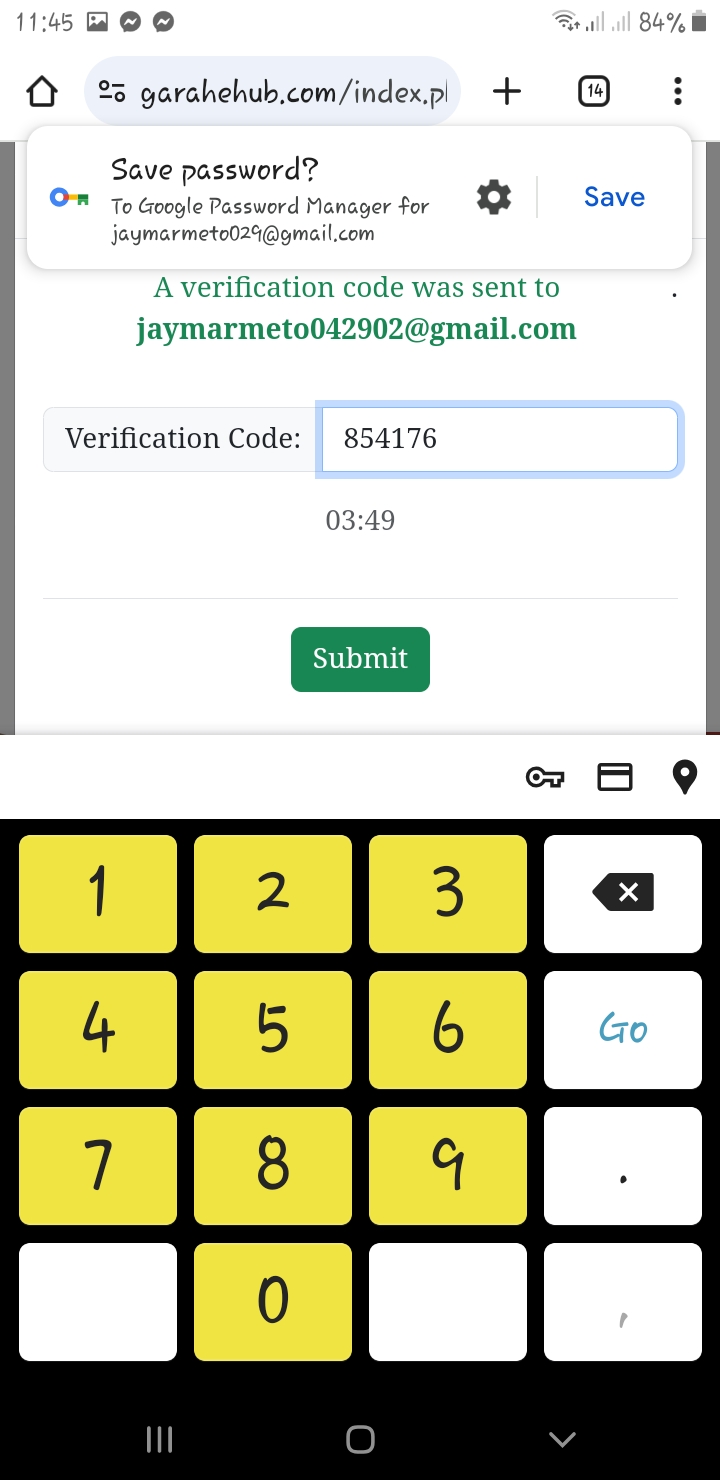 11:45
84%
garahehub.com/index.p
14
Save password?
To Google Password Manager for
jaymarmeto029@gmail.com
Save
A verification code was sent to
.
jaymarmeto042902@gmail.com
Verification Code:
854176
03:49
Submit
1 2 3
4 5 6 Go
7 8 9 .
0 ,